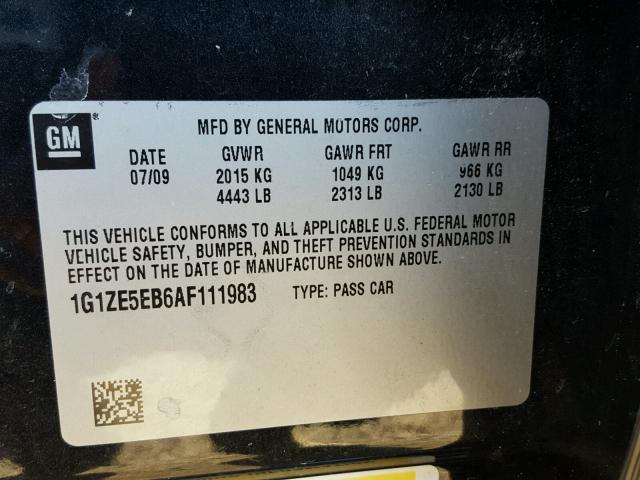 GM
MFD BY GENERAL MOTORS CORP.
DATE GVWR GAWR FRT GAWR RR
07/09 2015 KG 1049 KG 966 KG
4443 LB 2313 LB 2130 LB
THIS VEHICLE CONFORMS TO ALL APPLICABLE U.S. FEDERAL MOTOR
VEHICLE SAFETY, BUMPER, AND THEFT PREVENTION STANDARDS IN
EFFECT ON THE DATE OF MANUFACTURE SHOWN ABOVE.
1G1ZE5EB6AF111983 TYPE: PASS CAR